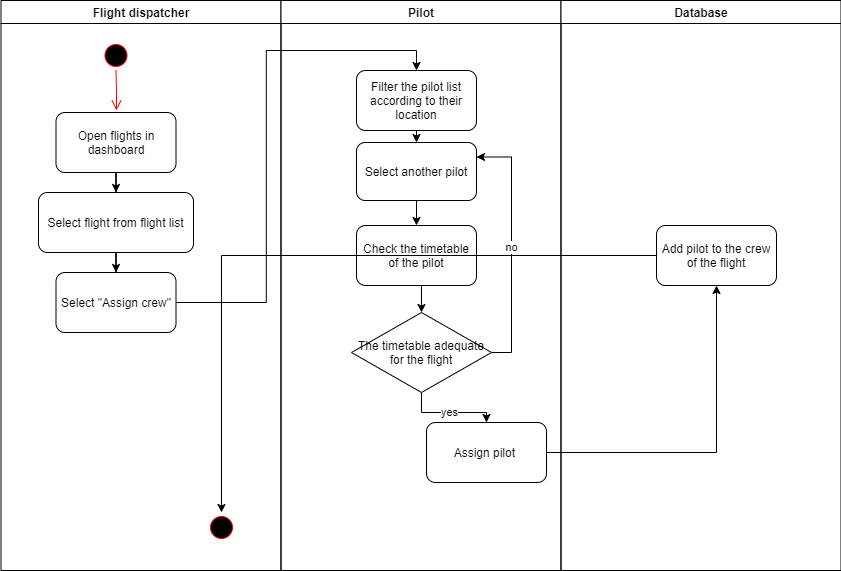 Flight dispatcher
Pilot
Database
Open flights in
dashboard
Select flight from flight list
Select "Assign crew"
Filter the pilot list
according to their
location
Select another pilot
Check the timetable
of the pilot
no
The timetable adequate
for the flight
yes
Assign pilot
Add pilot to the crew
of the flight